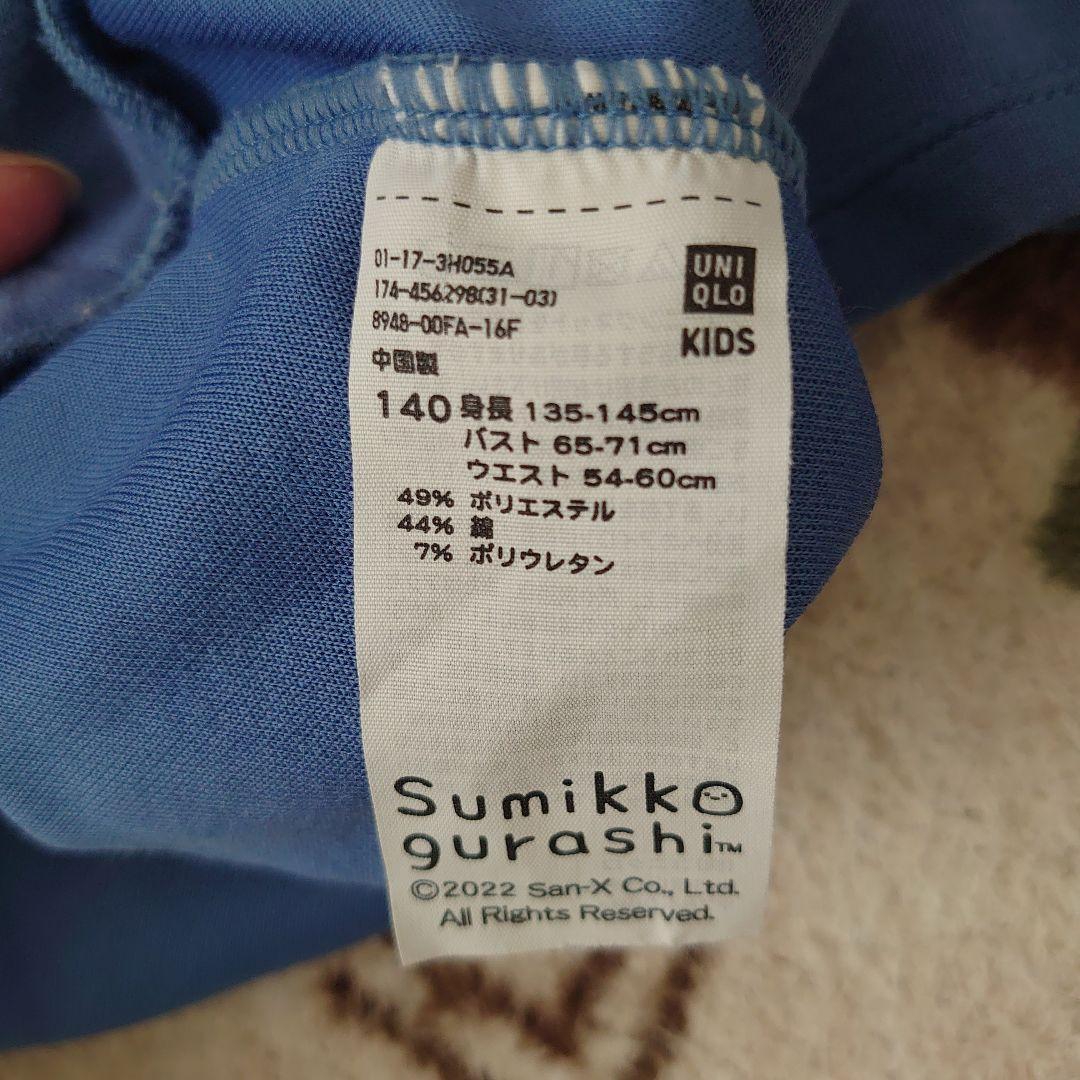 01-17-3H055A
174-456298(31-03)
8948-00FA-16F
中国製
UNI
QLO
KIDS
140 身長 135-145cm
バスト 65-71cm
ウエスト 54-60cm
49% ポリエステル
44% 綿
7% ポリウレタン
Sumikko
gurashi™
©2022 San-X Co., Ltd.
All Rights Reserved.